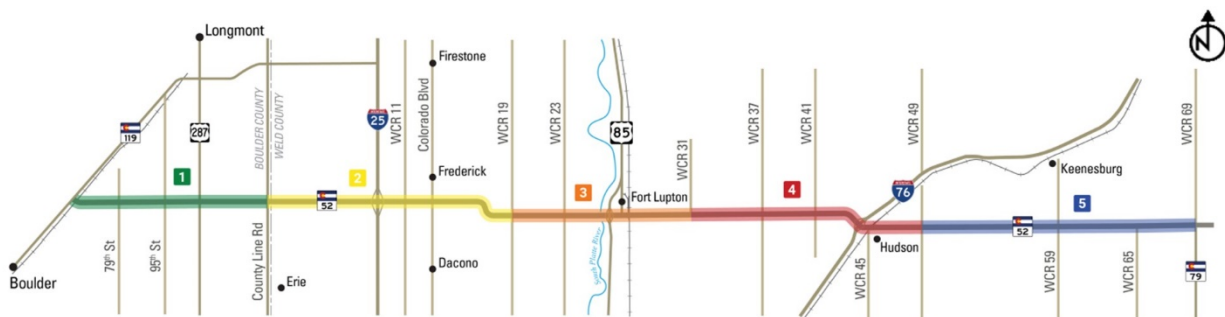 Longmont
N
Firestone
Colorado Blvd
WCR 11
BOULDER COUNTY
WELD COUNTY
119
287
25
WCR 19
WCR 23
85
WCR 31
WCR 37
WCR 41
WCR 49
WCR 69
76
Keenesburg
1
2
52
Frederick
3
Fort Lupton
4
5
52
79th St
95th St
County Line Rd
Boulder
Erie
Dacono
South Platte River
WCR 45
Hudson
WCR 59
WCR 65
79